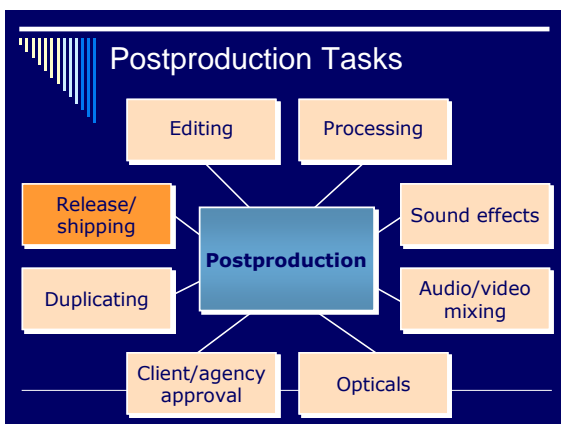 Postproduction Tasks
Editing
Processing
Release/
shipping
Sound effects
Postproduction
Duplicating
Audio/video
mixing
Client/agency
approval
Opticals